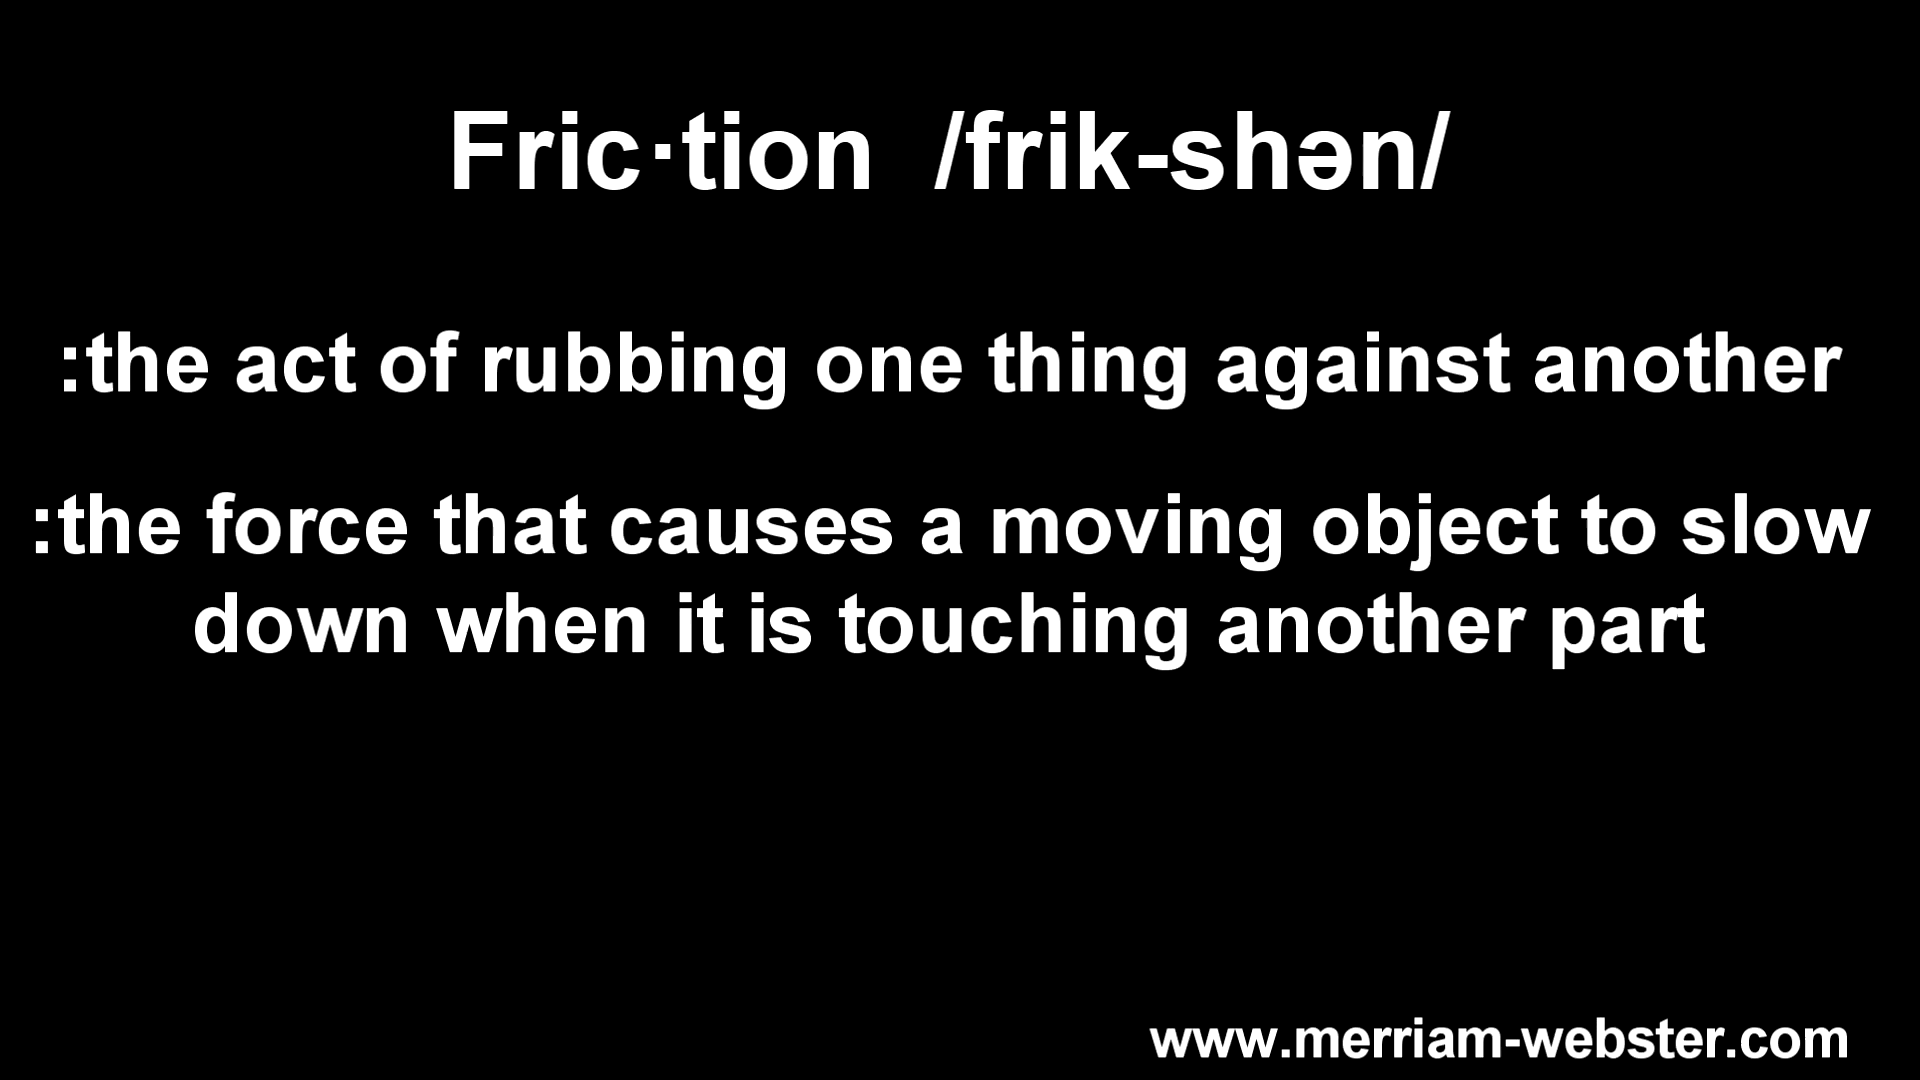 Fric·tion /frik-shən/
:the act of rubbing one thing against another
:the force that causes a moving object to slow
down when it is touching another part
www.merriam-webster.com